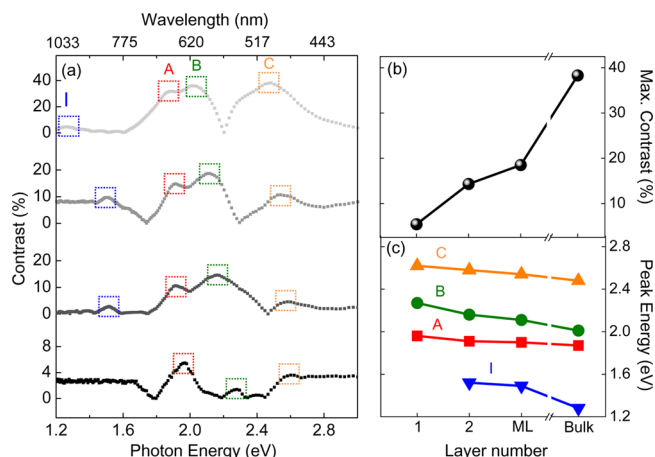 Wavelength (nm)
1033 775 620 517 443
(a)
I
A
B
C
40
20
0
20
10
0
20
10
0
8
4
0
Contrast (%)
1.2 1.6 2.0 2.4 2.8
Photon Energy (eV)
(b)
40
30
20
10
Max. Contrast (%)
(c)
C
B
A
I
2.8
2.4
2.0
1.6
1.2
Peak Energy (eV)
1 2 ML Bulk
Layer number